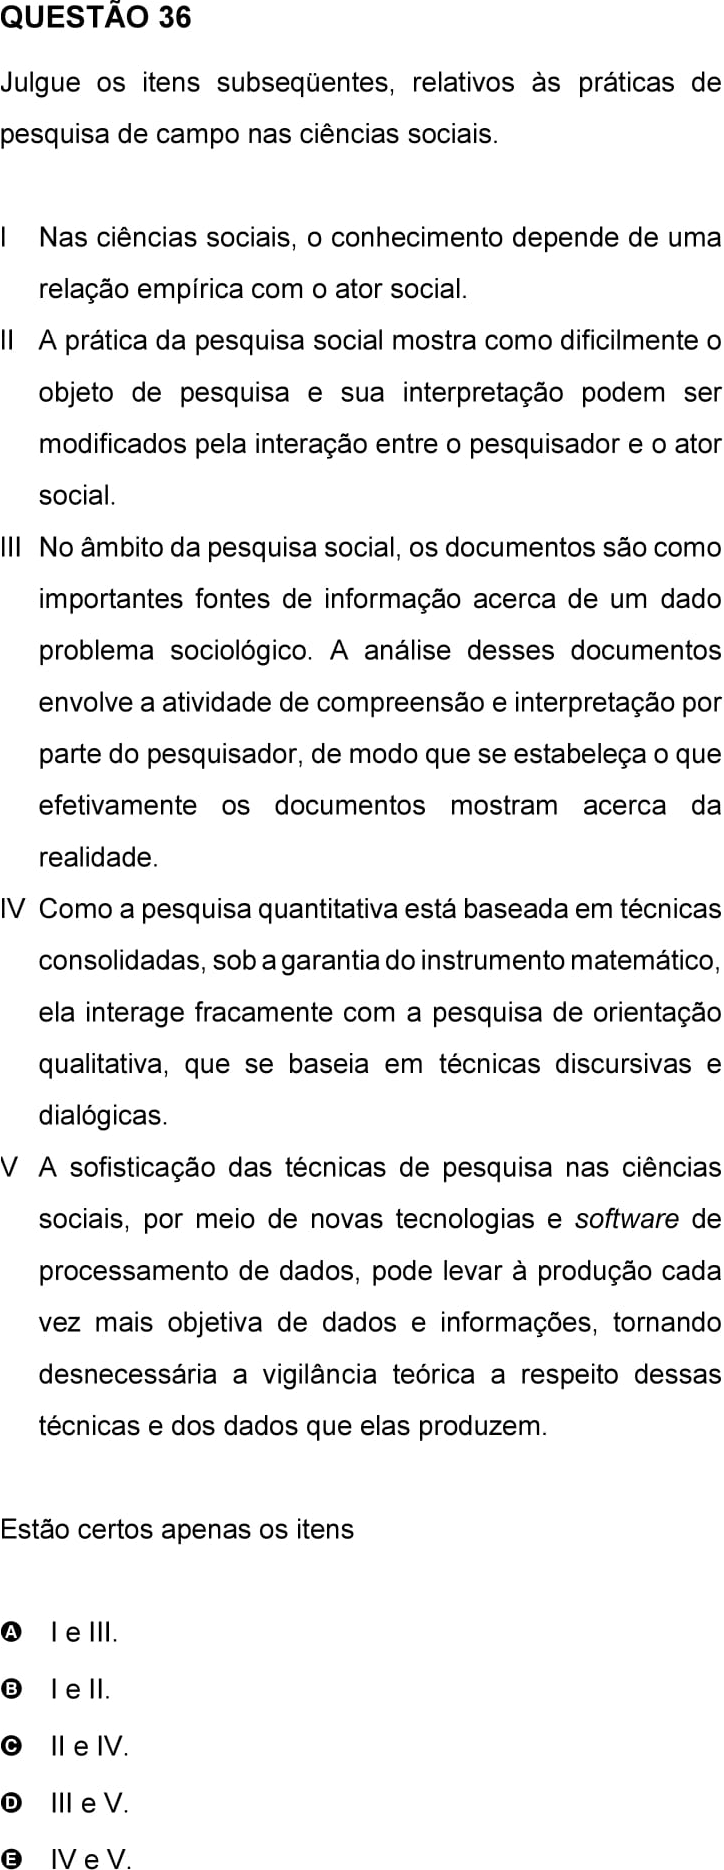 QUESTÃO 36
Julgue os itens subseqüentes, relativos às práticas de
pesquisa de campo nas ciências sociais.
I Nas ciências sociais, o conhecimento depende de uma
relação empírica com o ator social.
II A prática da pesquisa social mostra como dificilmente o
objeto de pesquisa e sua interpretação podem ser
modificados pela interação entre o pesquisador e o ator
social.
III No âmbito da pesquisa social, os documentos são como
importantes fontes de informação acerca de um dado
problema sociológico. A análise desses documentos
envolve a atividade de compreensão e interpretação por
parte do pesquisador, de modo que se estabeleça o que
efetivamente os documentos mostram acerca da
realidade.
IV Como a pesquisa quantitativa está baseada em técnicas
consolidadas, sob a garantia do instrumento matemático,
ela interage fracamente com a pesquisa de orientação
qualitativa, que se baseia em técnicas discursivas e
dialógicas.
V A sofisticação das técnicas de pesquisa nas ciências
sociais, por meio de novas tecnologias e software de
processamento de dados, pode levar à produção cada
vez mais objetiva de dados e informações, tornando
desnecessária a vigilância teórica a respeito dessas
técnicas e dos dados que elas produzem.
Estão certos apenas os itens
A I e III.
B I e II.
C II e IV.
D III e V.
E IV e V.